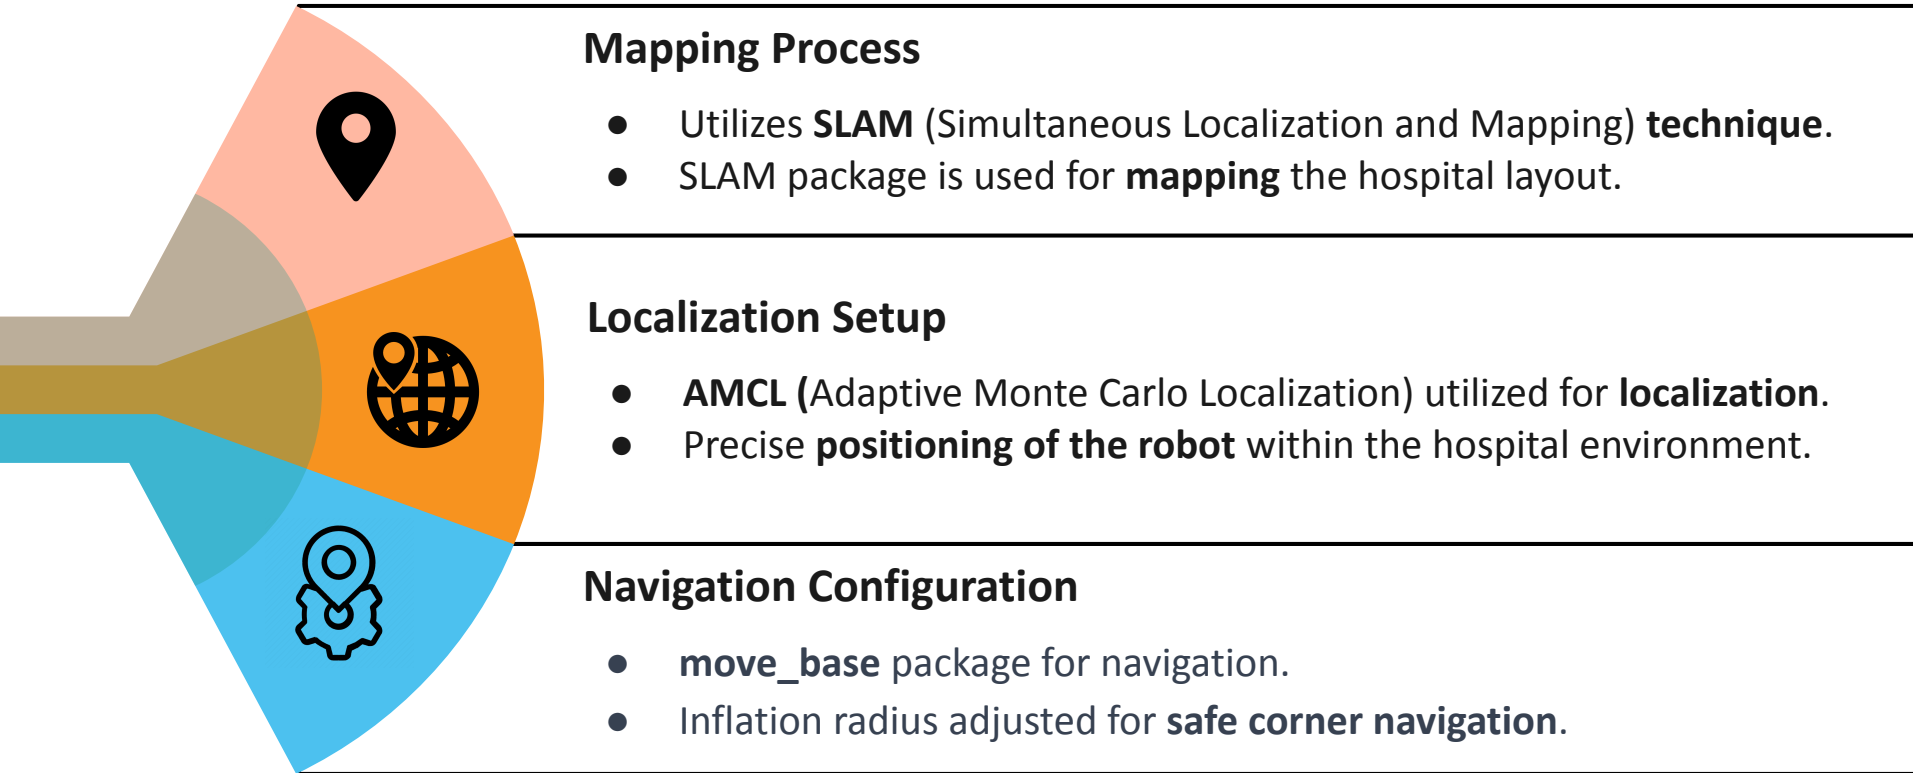 Mapping Process
● Utilizes SLAM (Simultaneous Localization and Mapping) technique.
● SLAM package is used for mapping the hospital layout.
Localization Setup
● AMCL (Adaptive Monte Carlo Localization) utilized for localization.
● Precise positioning of the robot within the hospital environment.
Navigation Configuration
● move_base package for navigation.
● Inflation radius adjusted for safe corner navigation.